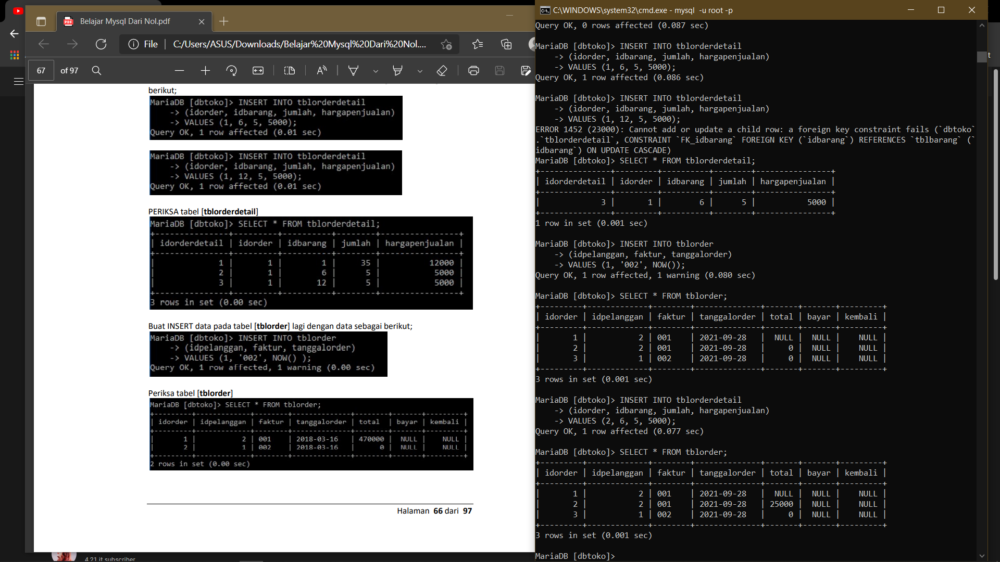 Belajar Mysql Dari Nol.pdf
File
C:/Users/ASUS/Downloads/Belajar%20Mysql%20Dari%20Nol....
67 of 97
berikut;
MariaDB [dbtoko]> INSERT INTO tblorderdetail
-> (idorder, idbarang, jumlah, hargapenjualan)
-> VALUES (1, 6, 5, 5000);
Query OK, 1 row affected (0.01 sec)
MariaDB [dbtoko]> INSERT INTO tblorderdetail
-> (idorder, idbarang, jumlah, hargapenjualan)
-> VALUES (1, 12, 5, 5000);
Query OK, 1 row affected (0.01 sec)
PERIKSA tabel [tblorderdetail]
MariaDB [dbtoko]> SELECT * FROM tblorderdetail;
+---------------+---------+----------+--------+----------------+
| idorderdetail | idorder | idbarang | jumlah | hargapenjualan |
+---------------+---------+----------+--------+----------------+
| 1 | 1 | 1 | 35 | 12000 |
| 2 | 1 | 6 | 5 | 5000 |
| 3 | 1 | 12 | 5 | 5000 |
+---------------+---------+----------+--------+----------------+
3 rows in set (0.00 sec)
Buat INSERT data pada tabel [tblorder] lagi dengan data sebagai berikut;
MariaDB [dbtoko]> INSERT INTO tblorder
-> (idpelanggan, faktur, tanggalorder)
-> VALUES (1, '002', NOW() );
Query OK, 1 row affected, 1 warning (0.00 sec)
Periksa tabel [tblorder]
MariaDB [dbtoko]> SELECT * FROM tblorder;
+---------+-------------+--------+--------------+--------+-------+---------+
| idorder | idpelanggan | faktur | tanggalorder | total | bayar | kembali |
+---------+-------------+--------+--------------+--------+-------+---------+
| 1 | 2 | 001 | 2018-03-16 | 470000 | NULL | NULL |
| 2 | 1 | 002 | 2018-03-16 | 0 | NULL | NULL |
+---------+-------------+--------+--------------+--------+-------+---------+
2 rows in set (0.00 sec)
Halaman 66 dari 97
C:\WINDOWS\system32\cmd.exe - mysql -u root -p
Query OK, 0 rows affected (0.087 sec)
MariaDB [dbtoko]> INSERT INTO tblorderdetail
-> (idorder, idbarang, jumlah, hargapenjualan)
-> VALUES (1, 6, 5, 5000);
Query OK, 1 row affected (0.086 sec)
MariaDB [dbtoko]> INSERT INTO tblorderdetail
-> (idorder, idbarang, jumlah, hargapenjualan)
-> VALUES (1, 12, 5, 5000);
ERROR 1452 (23000): Cannot add or update a child row: a foreign key constraint fails (`dbtoko`
.`tblorderdetail`, CONSTRAINT `FK_idbarang` FOREIGN KEY (`idbarang`) REFERENCES `tblbarang` (`
idbarang`) ON UPDATE CASCADE)
MariaDB [dbtoko]> SELECT * FROM tblorderdetail;
+---------------+---------+----------+--------+----------------+
| idorderdetail | idorder | idbarang | jumlah | hargapenjualan |
+---------------+---------+----------+--------+----------------+
| 3 | 1 | 6 | 5 | 5000 |
+---------------+---------+----------+--------+----------------+
1 row in set (0.001 sec)
MariaDB [dbtoko]> INSERT INTO tblorder
-> (idpelanggan, faktur, tanggalorder)
-> VALUES (1, '002', NOW());
Query OK, 1 row affected, 1 warning (0.080 sec)
MariaDB [dbtoko]> SELECT * FROM tblorder;
+---------+-------------+--------+--------------+-------+-------+---------+
| idorder | idpelanggan | faktur | tanggalorder | total | bayar | kembali |
+---------+-------------+--------+--------------+-------+-------+---------+
| 1 | 2 | 001 | 2021-09-28 | NULL | NULL | NULL |
| 2 | 2 | 001 | 2021-09-28 | 0 | NULL | NULL |
| 3 | 1 | 002 | 2021-09-28 | 0 | NULL | NULL |
+---------+-------------+--------+--------------+-------+-------+---------+
3 rows in set (0.001 sec)
MariaDB [dbtoko]> INSERT INTO tblorderdetail
-> (idorder, idbarang, jumlah, hargapenjualan)
-> VALUES (2, 6, 5, 5000);
Query OK, 1 row affected (0.077 sec)
MariaDB [dbtoko]> SELECT * FROM tblorder;
+---------+-------------+--------+--------------+-------+-------+---------+
| idorder | idpelanggan | faktur | tanggalorder | total | bayar | kembali |
+---------+-------------+--------+--------------+-------+-------+---------+
| 1 | 2 | 001 | 2021-09-28 | NULL | NULL | NULL |
| 2 | 2 | 001 | 2021-09-28 | 25000 | NULL | NULL |
| 3 | 1 | 002 | 2021-09-28 | 0 | NULL | NULL |
+---------+-------------+--------+--------------+-------+-------+---------+
3 rows in set (0.001 sec)
MariaDB [dbtoko]>